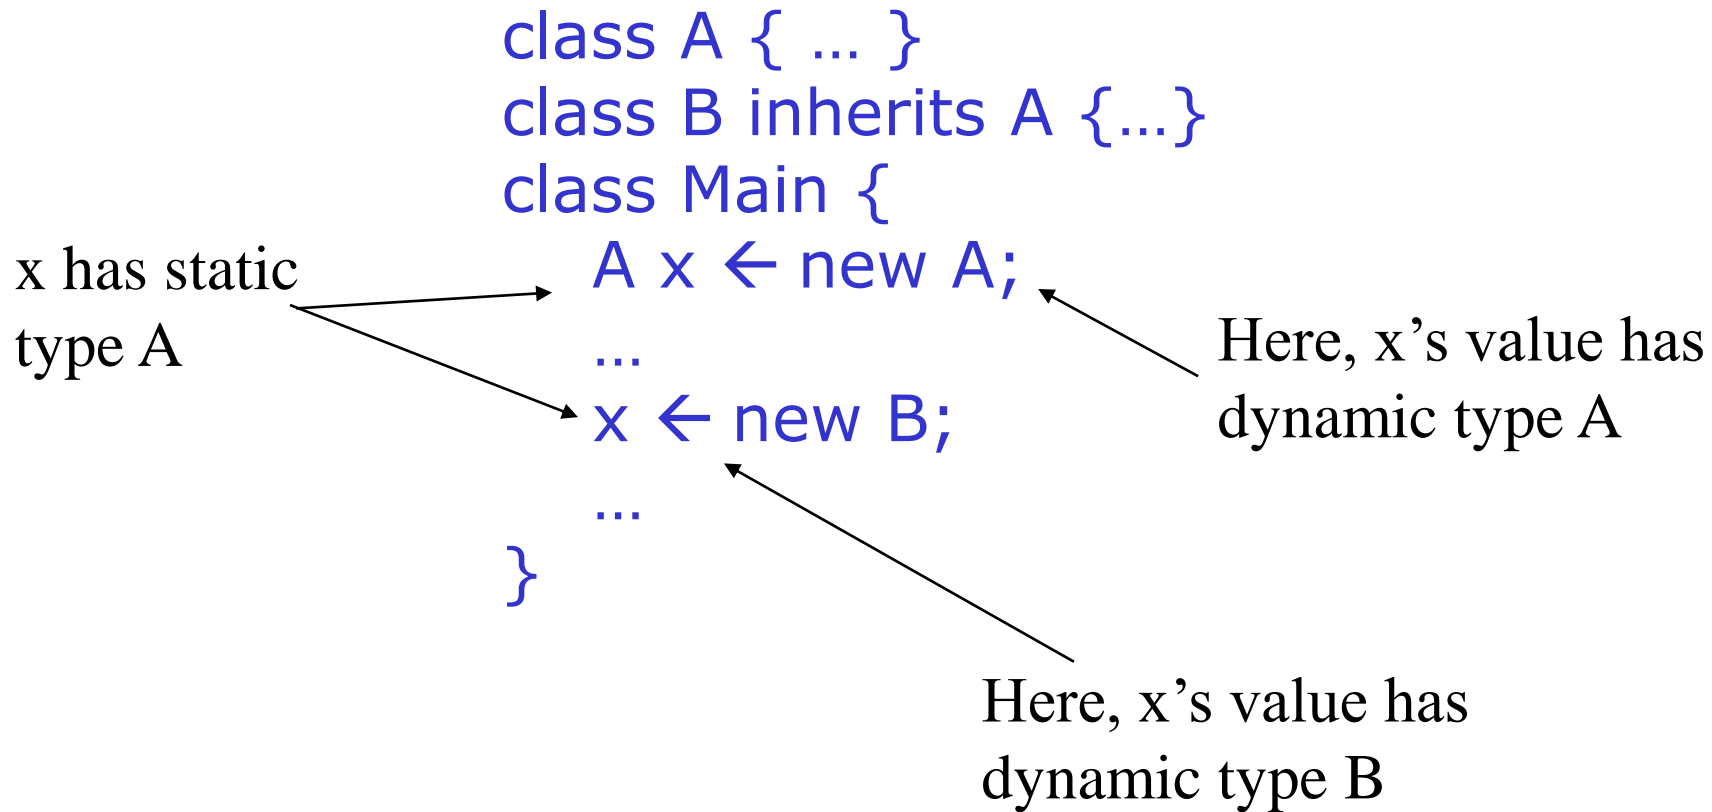 class A { … }
class B inherits A {…}
class Main {
A x ← new A;
…
x ← new B;
…
}
x has static
type A
Here, x’s value has
dynamic type A
Here, x’s value has
dynamic type B